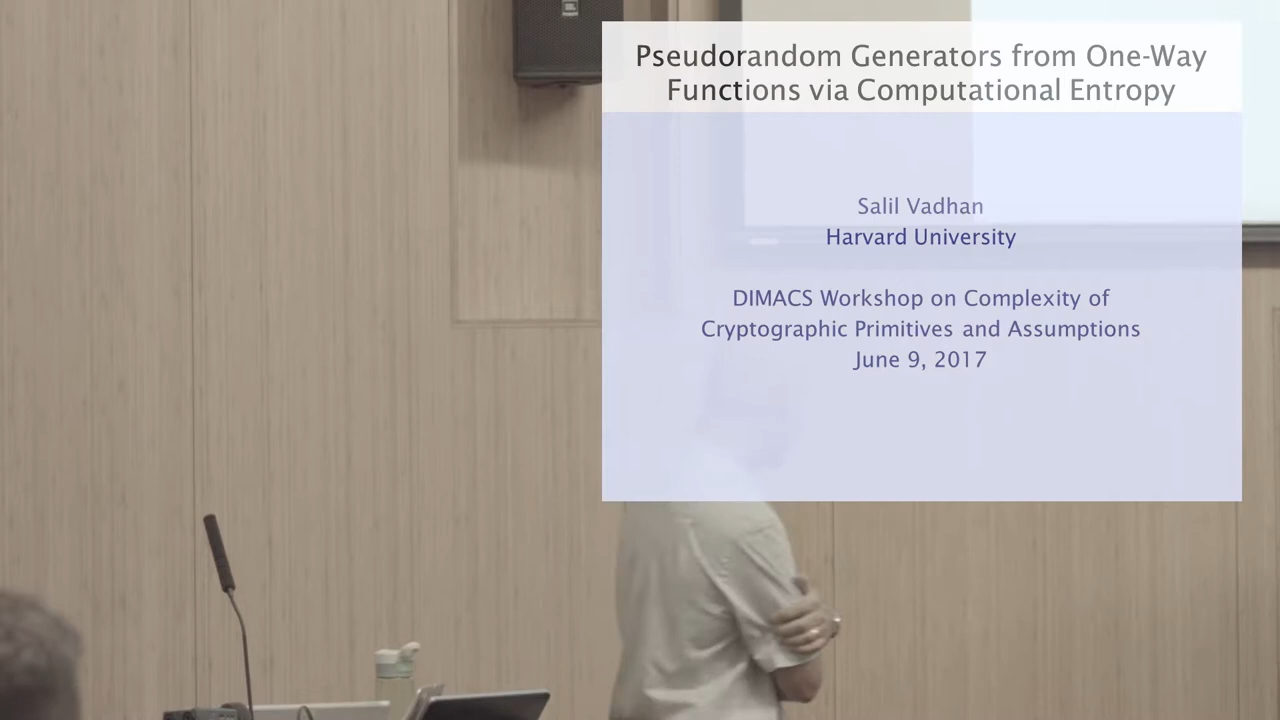 Pseudorandom Generators from One-Way
Functions via Computational Entropy
Salil Vadhan
Harvard University
DIMACS Workshop on Complexity of
Cryptographic Primitives and Assumptions
June 9, 2017